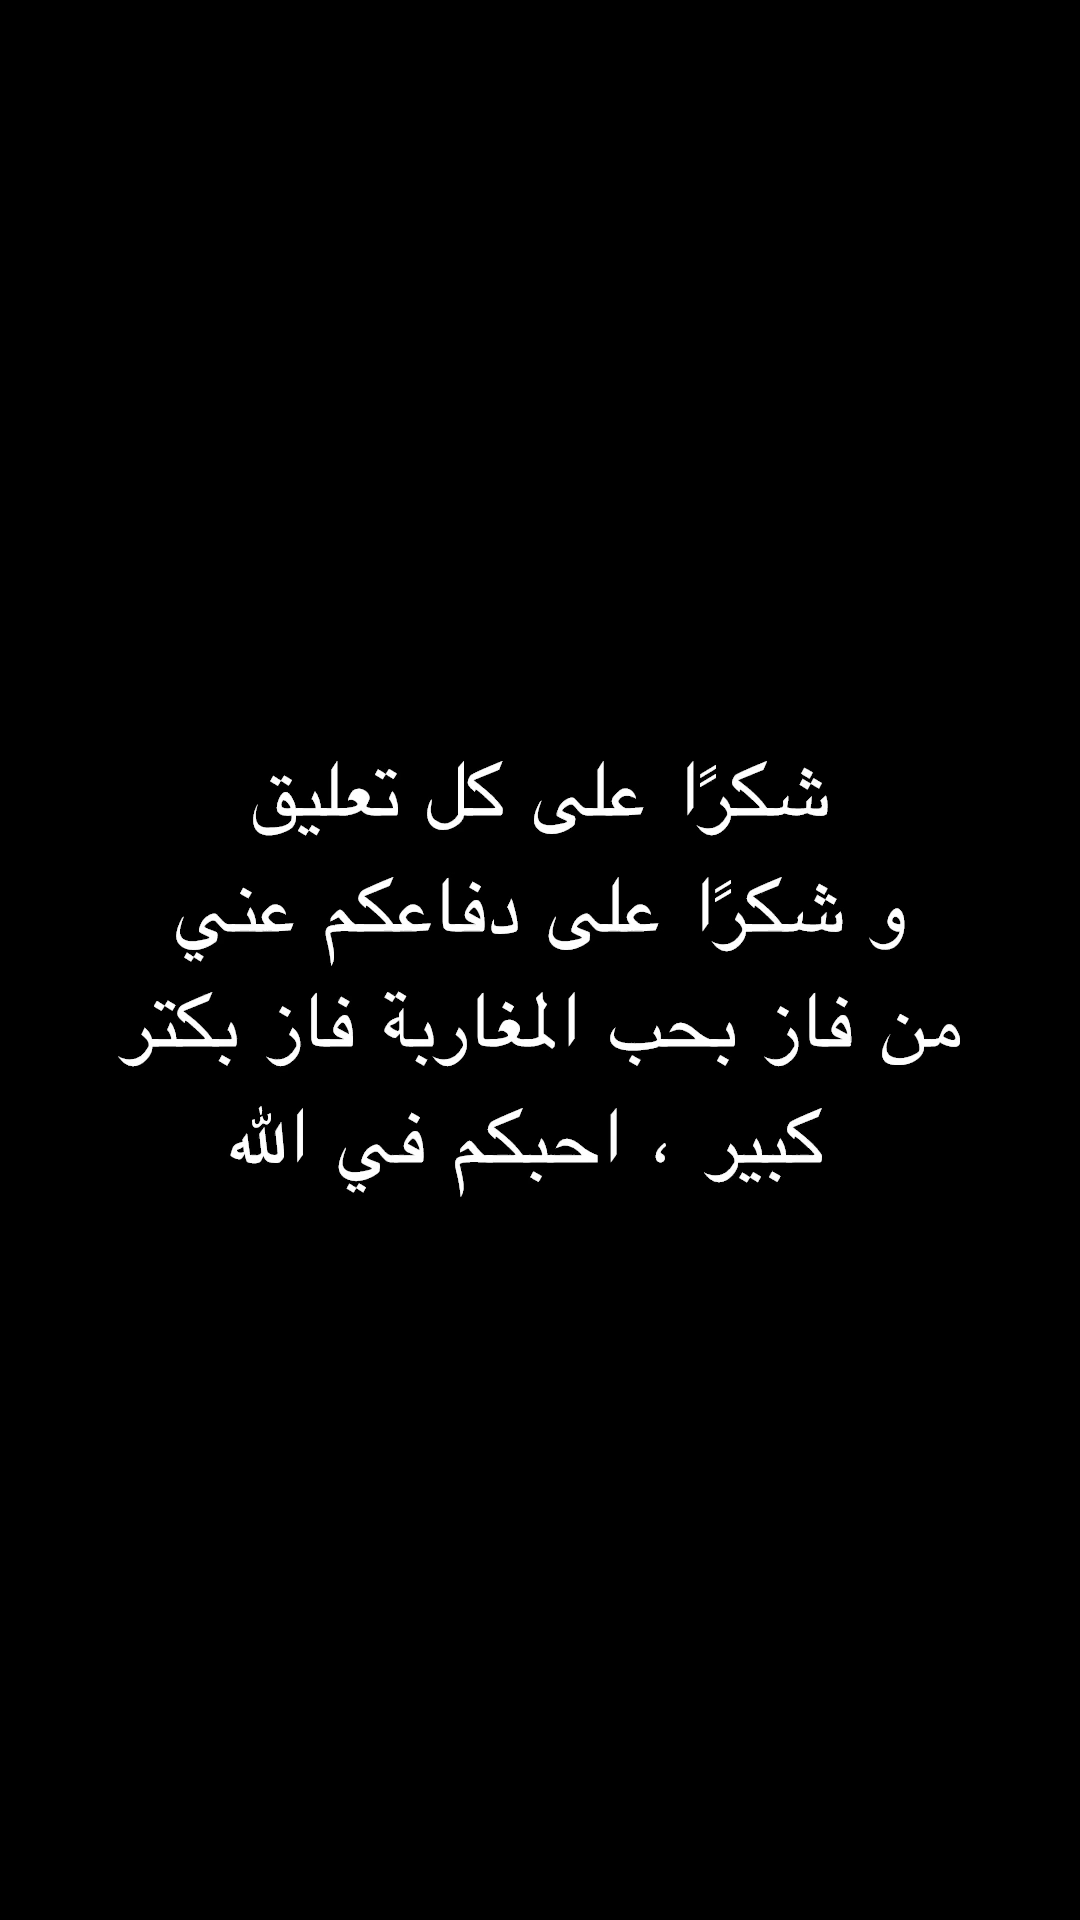 شكرًا على كل تعليق
و شكرًا على دفاعكم عني
من فاز بحب المغاربة فاز بكتر
كبير ، احبكم في الله